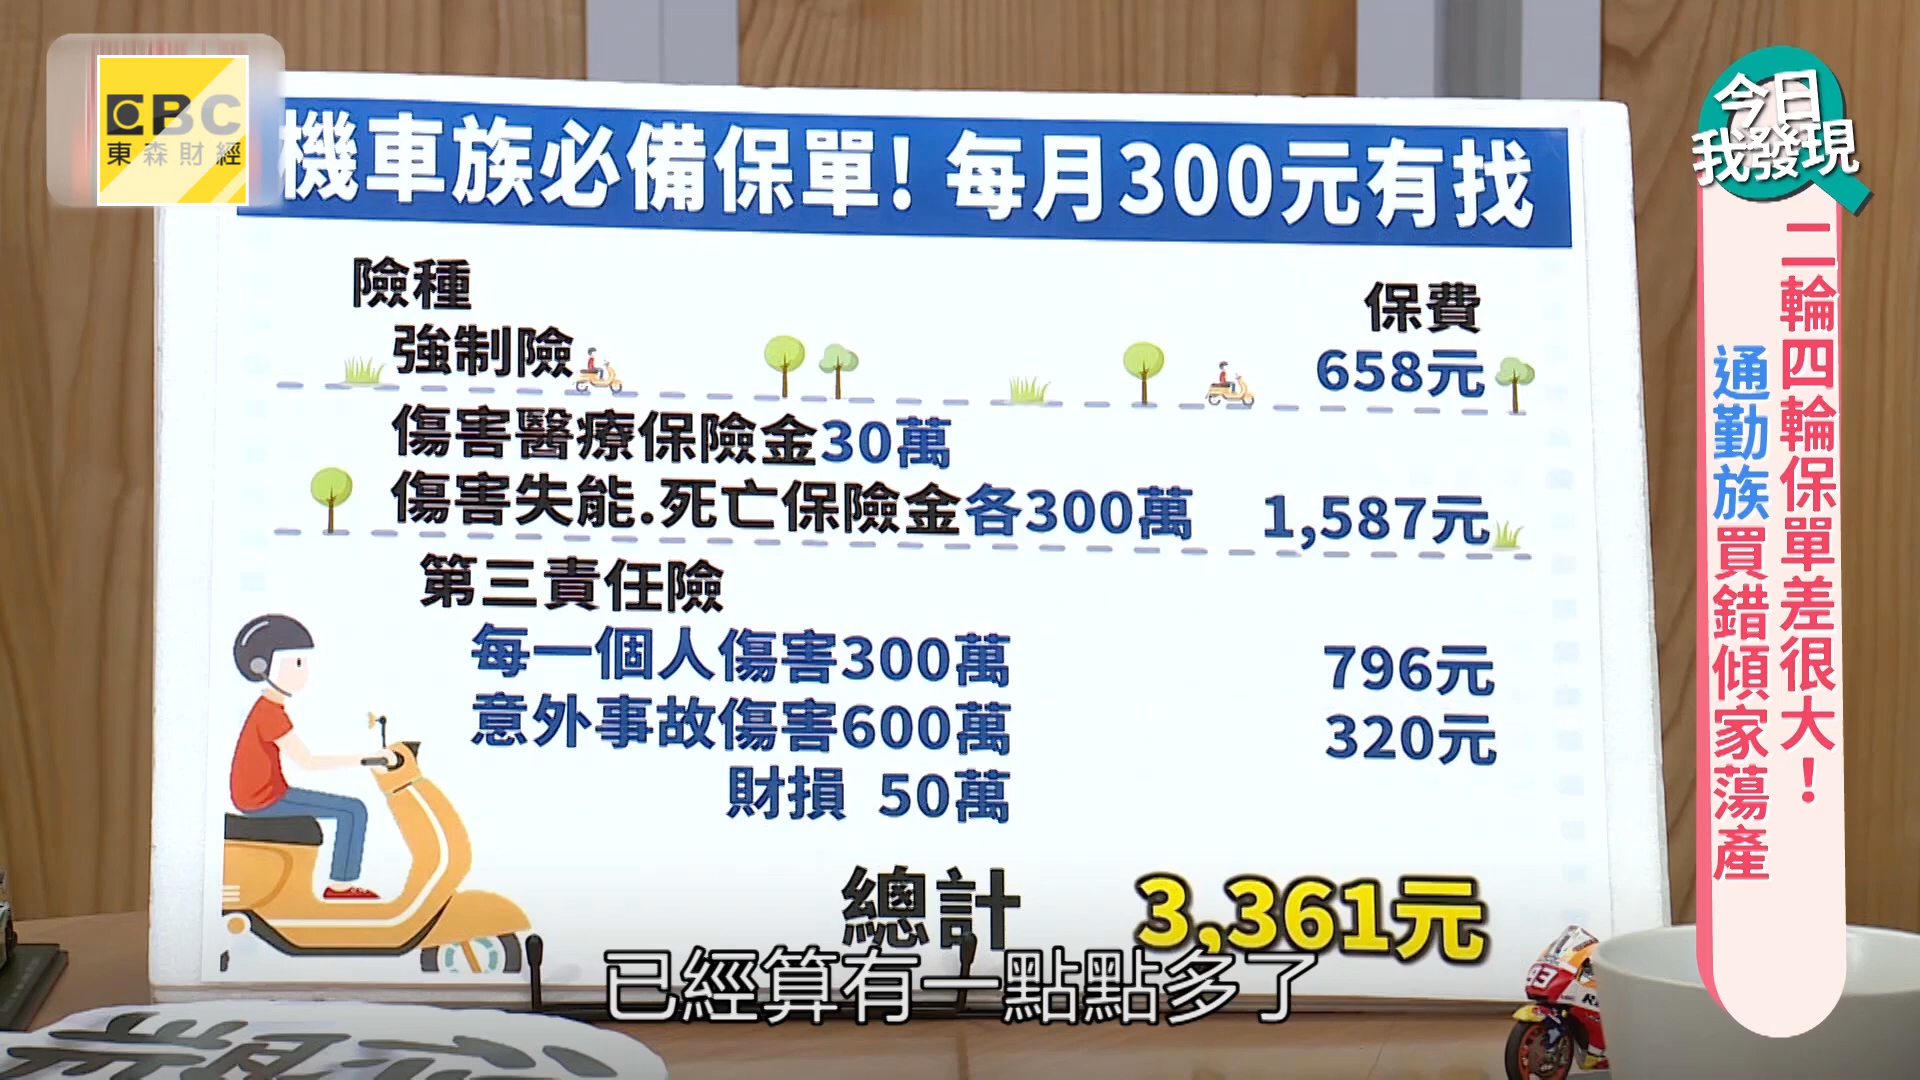 EBC
東森財經
機車族必備保單! 每月300元有找
險種 保費
強制險 658元
傷害醫療保險金30萬
傷害失能.死亡保險金各300萬 1,587元
第三責任險
每一個人傷害300萬 796元
意外事故傷害600萬 320元
財損 50萬
總計 3,361元
已經算有一點點多了
今日
我發現
二輪四輪保單差很大!
通勤族買錯傾家蕩產
93